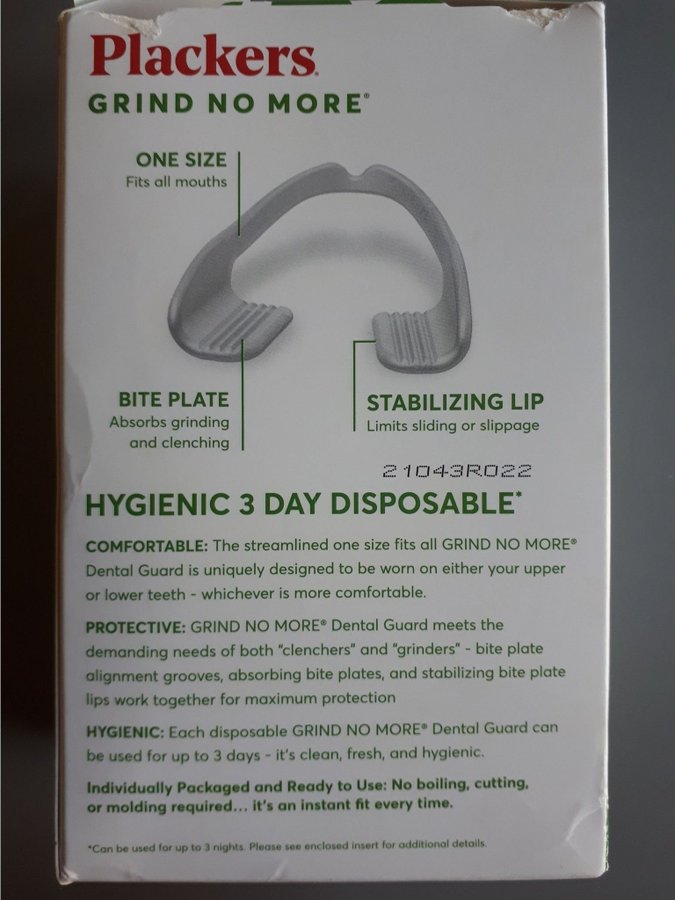 Plackers.
GRIND NO MORE®
ONE SIZE
Fits all mouths
BITE PLATE
Absorbs grinding
and clenching
STABILIZING LIP
Limits sliding or slippage
21043R022
HYGIENIC 3 DAY DISPOSABLE*
COMFORTABLE: The streamlined one size fits all GRIND NO MORE®
Dental Guard is uniquely designed to be worn on either your upper
or lower teeth - whichever is more comfortable.
PROTECTIVE: GRIND NO MORE® Dental Guard meets the
demanding needs of both "clenchers" and "grinders" - bite plate
alignment grooves, absorbing bite plates, and stabilizing bite plate
lips work together for maximum protection
HYGIENIC: Each disposable GRIND NO MORE® Dental Guard can
be used for up to 3 days - it's clean, fresh, and hygienic.
Individually Packaged and Ready to Use: No boiling, cutting,
or molding required... it's an instant fit every time.
*Can be used for up to 3 nights. Please see enclosed insert for additional details.